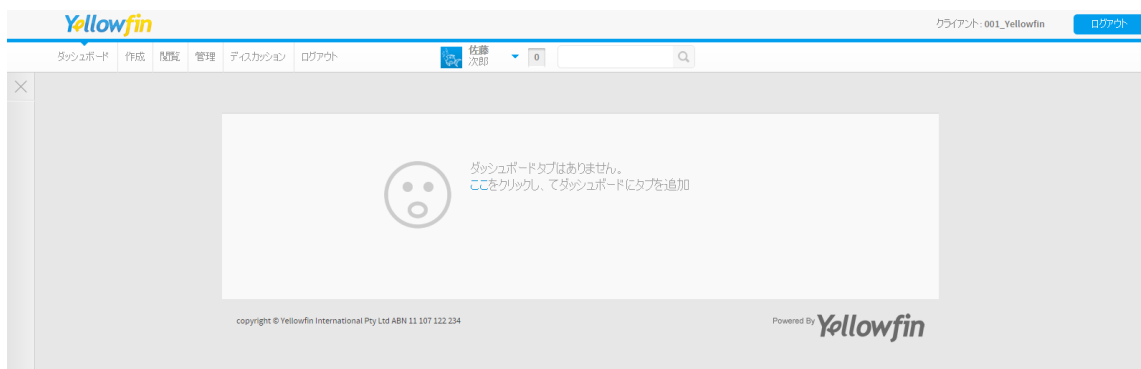 Yellowfin
クライアント: 001_Yellowfin
ログアウト
ダッシュボード 作成 閲覧 管理 ディスカッション ログアウト
佐藤
次郎
0
ダッシュボードタブはありません。
ここをクリックし、てダッシュボードにタブを追加
copyright © Yellowfin International Pty Ltd ABN 11 107 122 234
Powered By Yellowfin